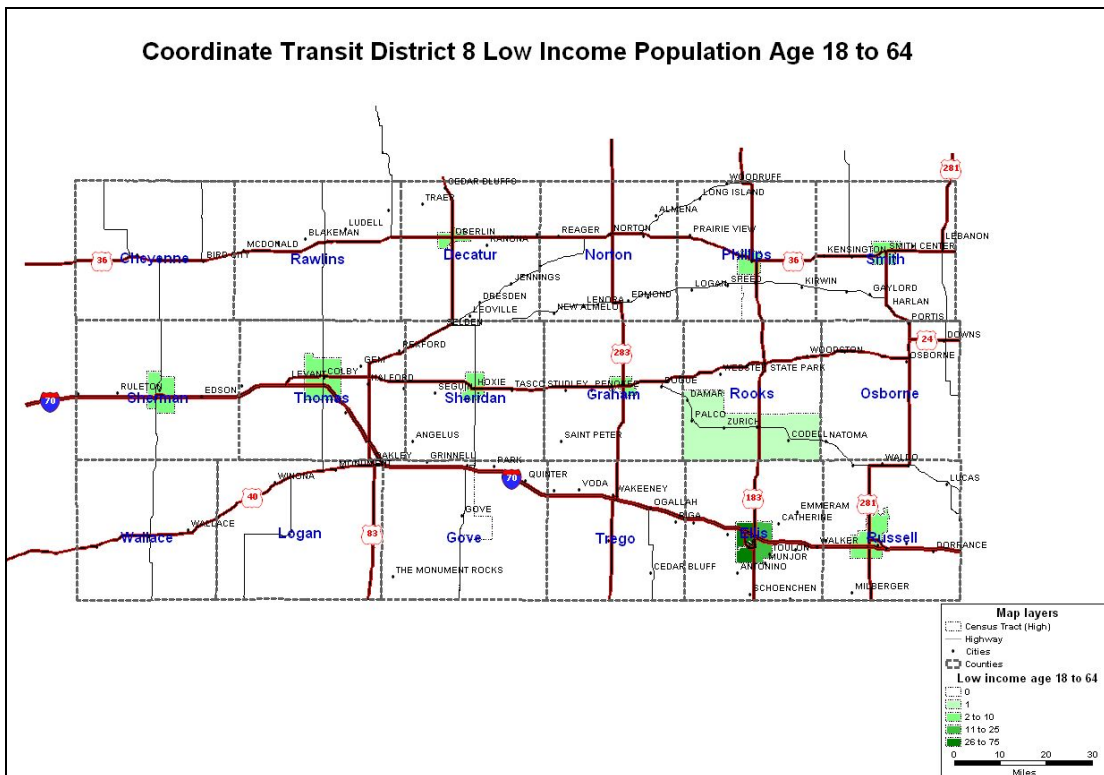 Coordinate Transit District 8 Low Income Population Age 18 to 64
281
CEDAR BLUFFS
TRAER
WOODRUFF
LONG ISLAND
ALMENA
LUDELL
BLAKEMAN
MCDONALD
OBERLIN
KANONA
REAGER
NORTON
PRAIRIE VIEW
LEBANON
SMITH CENTER
KENSINGTON
36
Cheyenne
BIRD CITY
Rawlins
Decatur
Norton
Phillips
36
Smith
JENNINGS
DRESDEN
LEOVILLE
SELDEN
NEW ALMELO
LENORA
EDMOND
LOGAN
SPEED
KIRWIN
GAYLORD
HARLAN
PORTIS
24
DOWNS
OSBORNE
REXFORD
GEM
283
WOODSTON
WEBSTER STATE PARK
RULETON
Sherman
EDSON
LEVANT
COLBY
Thomas
HALFORD
SEGUIN
HOXIE
Sheridan
TASCO
STUDLEY
PENOKEE
Graham
BOGUE
Rooks
Osborne
70
DAMAR
PALCO
ZURICH
CODELL
NATOMA
ANGELUS
SAINT PETER
OAKLEY
MONUMENT
GRINNELL
PARK
WALDO
LUCAS
WINONA
70
QUINTER
VODA
WAKEENEY
OGALLAH
RIGA
40
183
281
EMMERAM
CATHERINE
WALLACE
Wallace
Logan
83
GOVE
Gove
Trego
Ellis
TOULON
MUNJOR
ANTONINO
WALKER
Russell
DORRANCE
THE MONUMENT ROCKS
CEDAR BLUFF
SCHOENCHEN
MILBERGER
Map layers
Census Tract (High)
Highway
Cities
Counties
Low income age 18 to 64
0
1
2 to 10
11 to 25
26 to 75
0 10 20 30
Miles